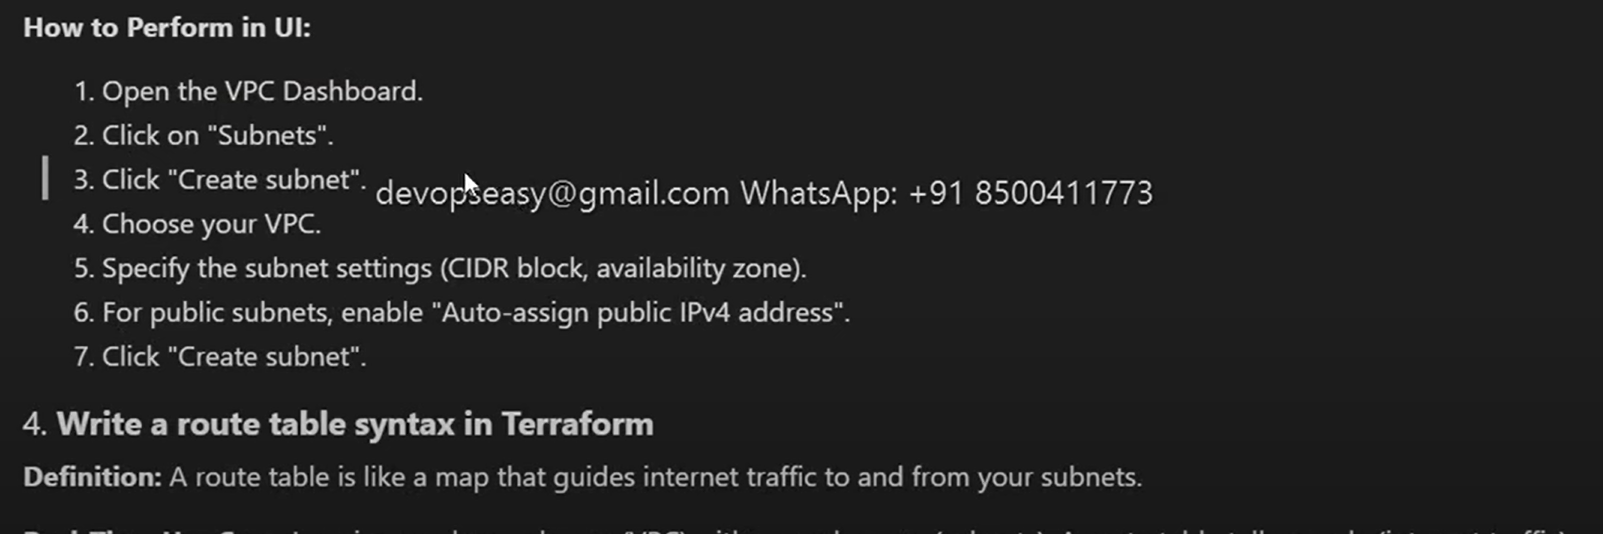 How to Perform in UI:
1. Open the VPC Dashboard.
2. Click on "Subnets".
3. Click "Create subnet".
devopseasy@gmail.com WhatsApp: +91 8500411773
4. Choose your VPC.
5. Specify the subnet settings (CIDR block, availability zone).
6. For public subnets, enable "Auto-assign public IPv4 address".
7. Click "Create subnet".
4. Write a route table syntax in Terraform
Definition: A route table is like a map that guides internet traffic to and from your subnets.